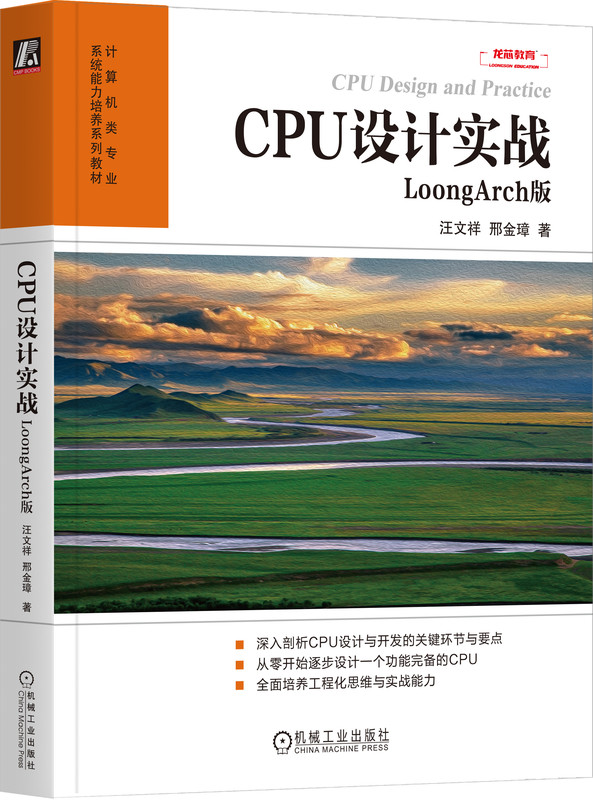 CMP BOOKS
计算机类专业
系统能力培养系列教材
龙芯教育
LOONGSON EDUCATION
CPU Design and Practice
CPU设计实战
LoongArch版
汪文祥 邢金璋 著
CPU设计实战
LoongArch版
汪文祥 邢金璋 著
机械工业出版社
China Machine Press
■ 深入剖析CPU设计与开发的关键环节与要点
■ 从零开始逐步设计一个功能完备的CPU
■ 全面培养工程化思维与实战能力
机械工业出版社
CHINA MACHINE PRESS